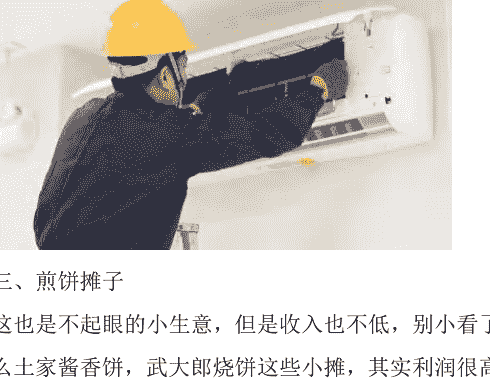 三、煎饼摊子
这也是不起眼的小生意，但是收入也不低，别小看了
么土家酱香饼，武大郎烧饼这些小摊，其实利润很高